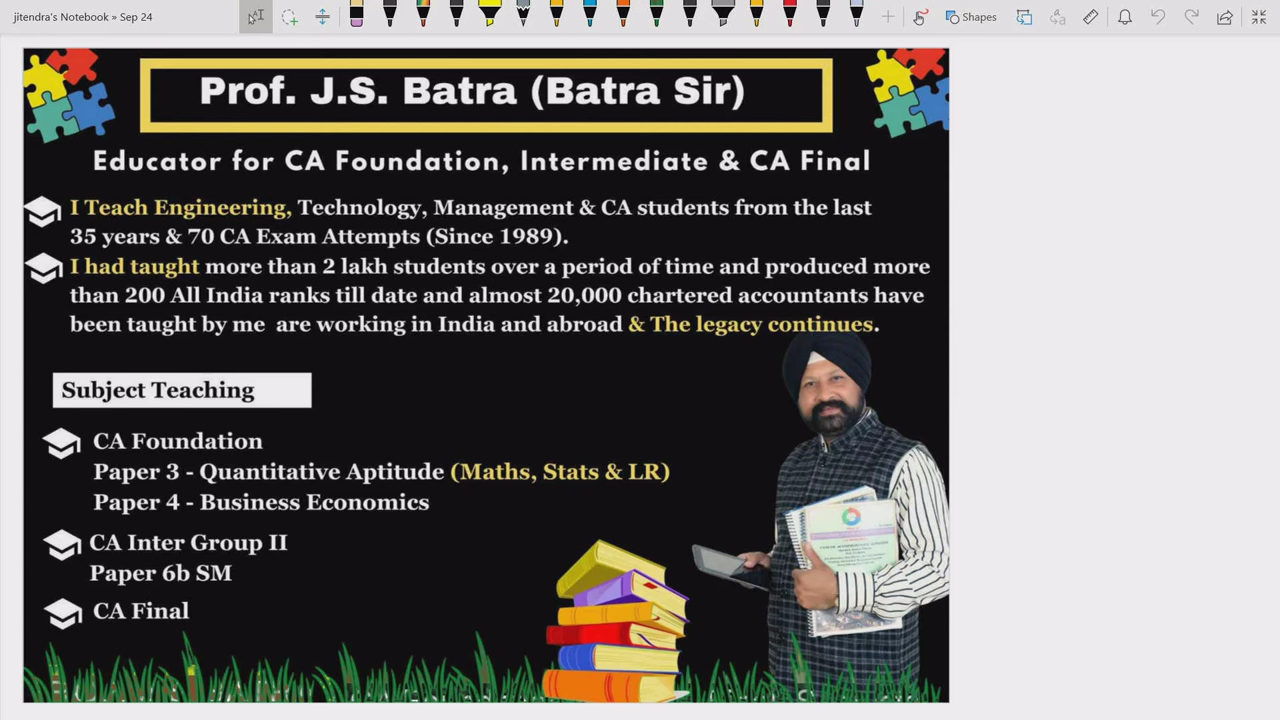 jitendra's Notebook » Sep 24
Shapes
Prof. J.S. Batra (Batra Sir)
Educator for CA Foundation, Intermediate & CA Final
I Teach Engineering, Technology, Management & CA students from the last
35 years & 70 CA Exam Attempts (Since 1989).
I had taught more than 2 lakh students over a period of time and produced more
than 200 All India ranks till date and almost 20,000 chartered accountants have
been taught by me are working in India and abroad & The legacy continues.
Subject Teaching
CA Foundation
Paper 3 - Quantitative Aptitude (Maths, Stats & LR)
Paper 4 - Business Economics
CA Inter Group II
Paper 6b SM
CA Final